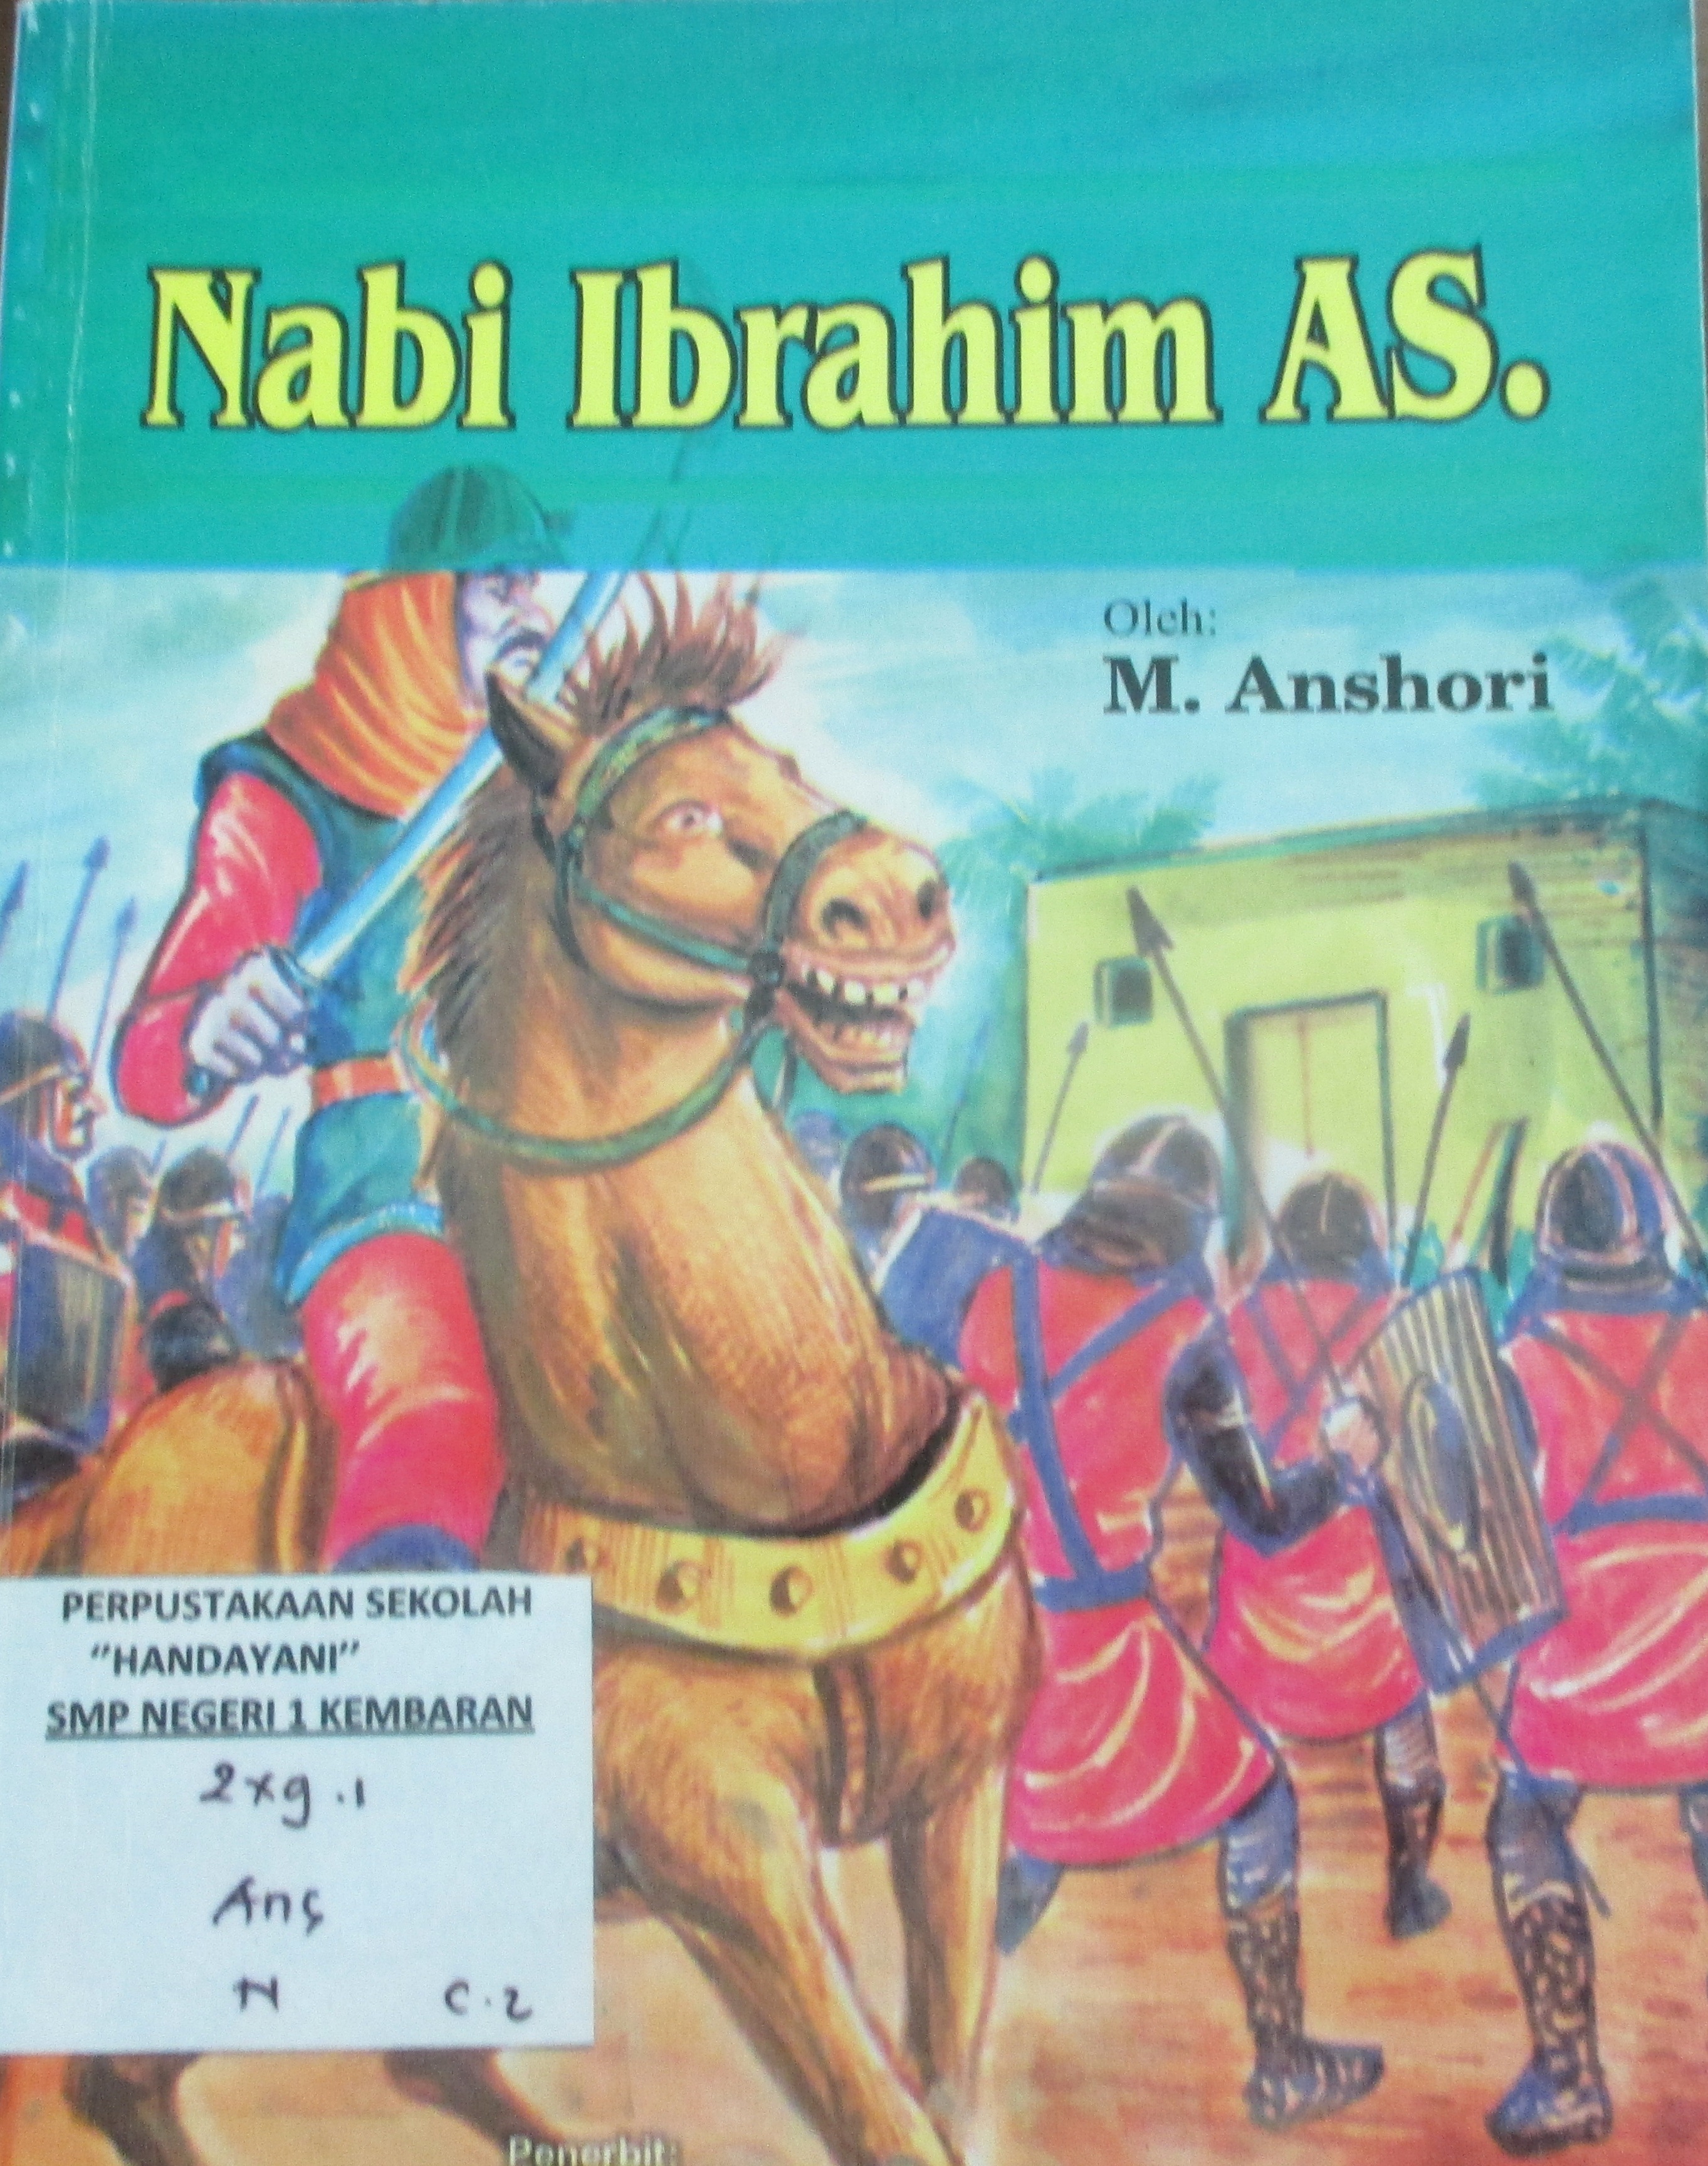 Nabi Ibrahim AS.
Oleh:
M. Anshori
PERPUSTAKAAN SEKOLAH
"HANDAYANI"
SMP NEGERI 1 KEMBARAN
2x9.1
Ans
N C.2
Penerbit: